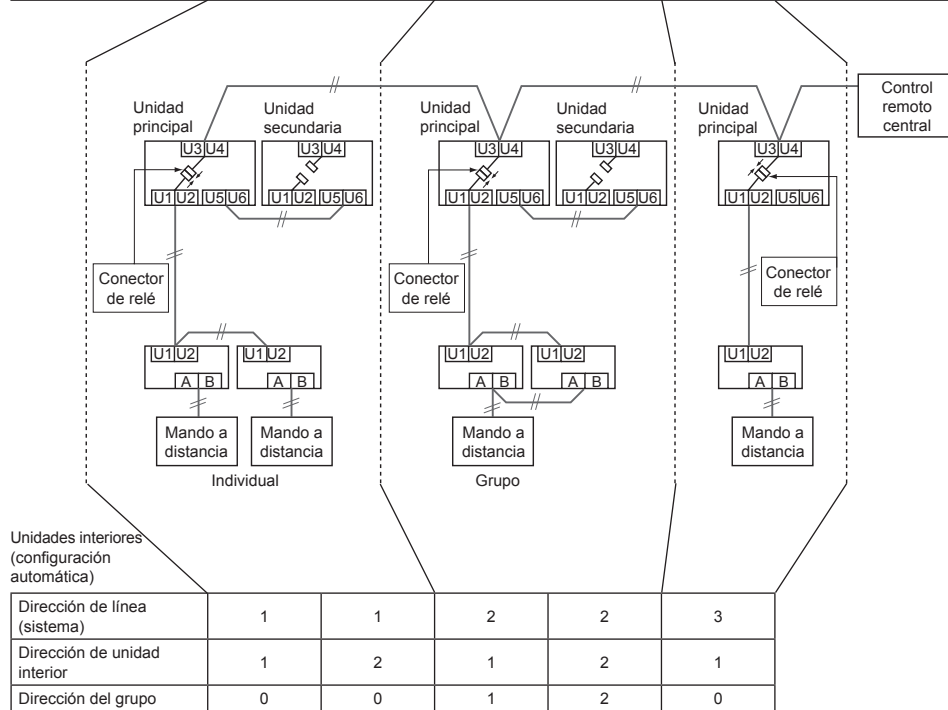 Control
remoto
central
Unidad
principal
Unidad
secundaria
Unidad
principal
Unidad
secundaria
Unidad
principal
U3 U4
U3 U4
U3 U4
U3 U4
U3 U4
U1 U2 U5 U6
U1 U2 U5 U6
U1 U2 U5 U6
U1 U2 U5 U6
U1 U2 U5 U6
Conector
de relé
Conector
de relé
Conector
de relé
U1 U2
U1 U2
U1 U2
U1 U2
U1 U2
A B
A B
A B
A B
A B
Mando a
distancia
Mando a
distancia
Mando a
distancia
Mando a
distancia
Individual
Grupo
Unidades interiores
(configuración
automática)
Dirección de línea
(sistema) 1 1 2 2 3
Dirección de unidad
interior 1 2 1 2 1
Dirección del grupo 0 0 1 2 0